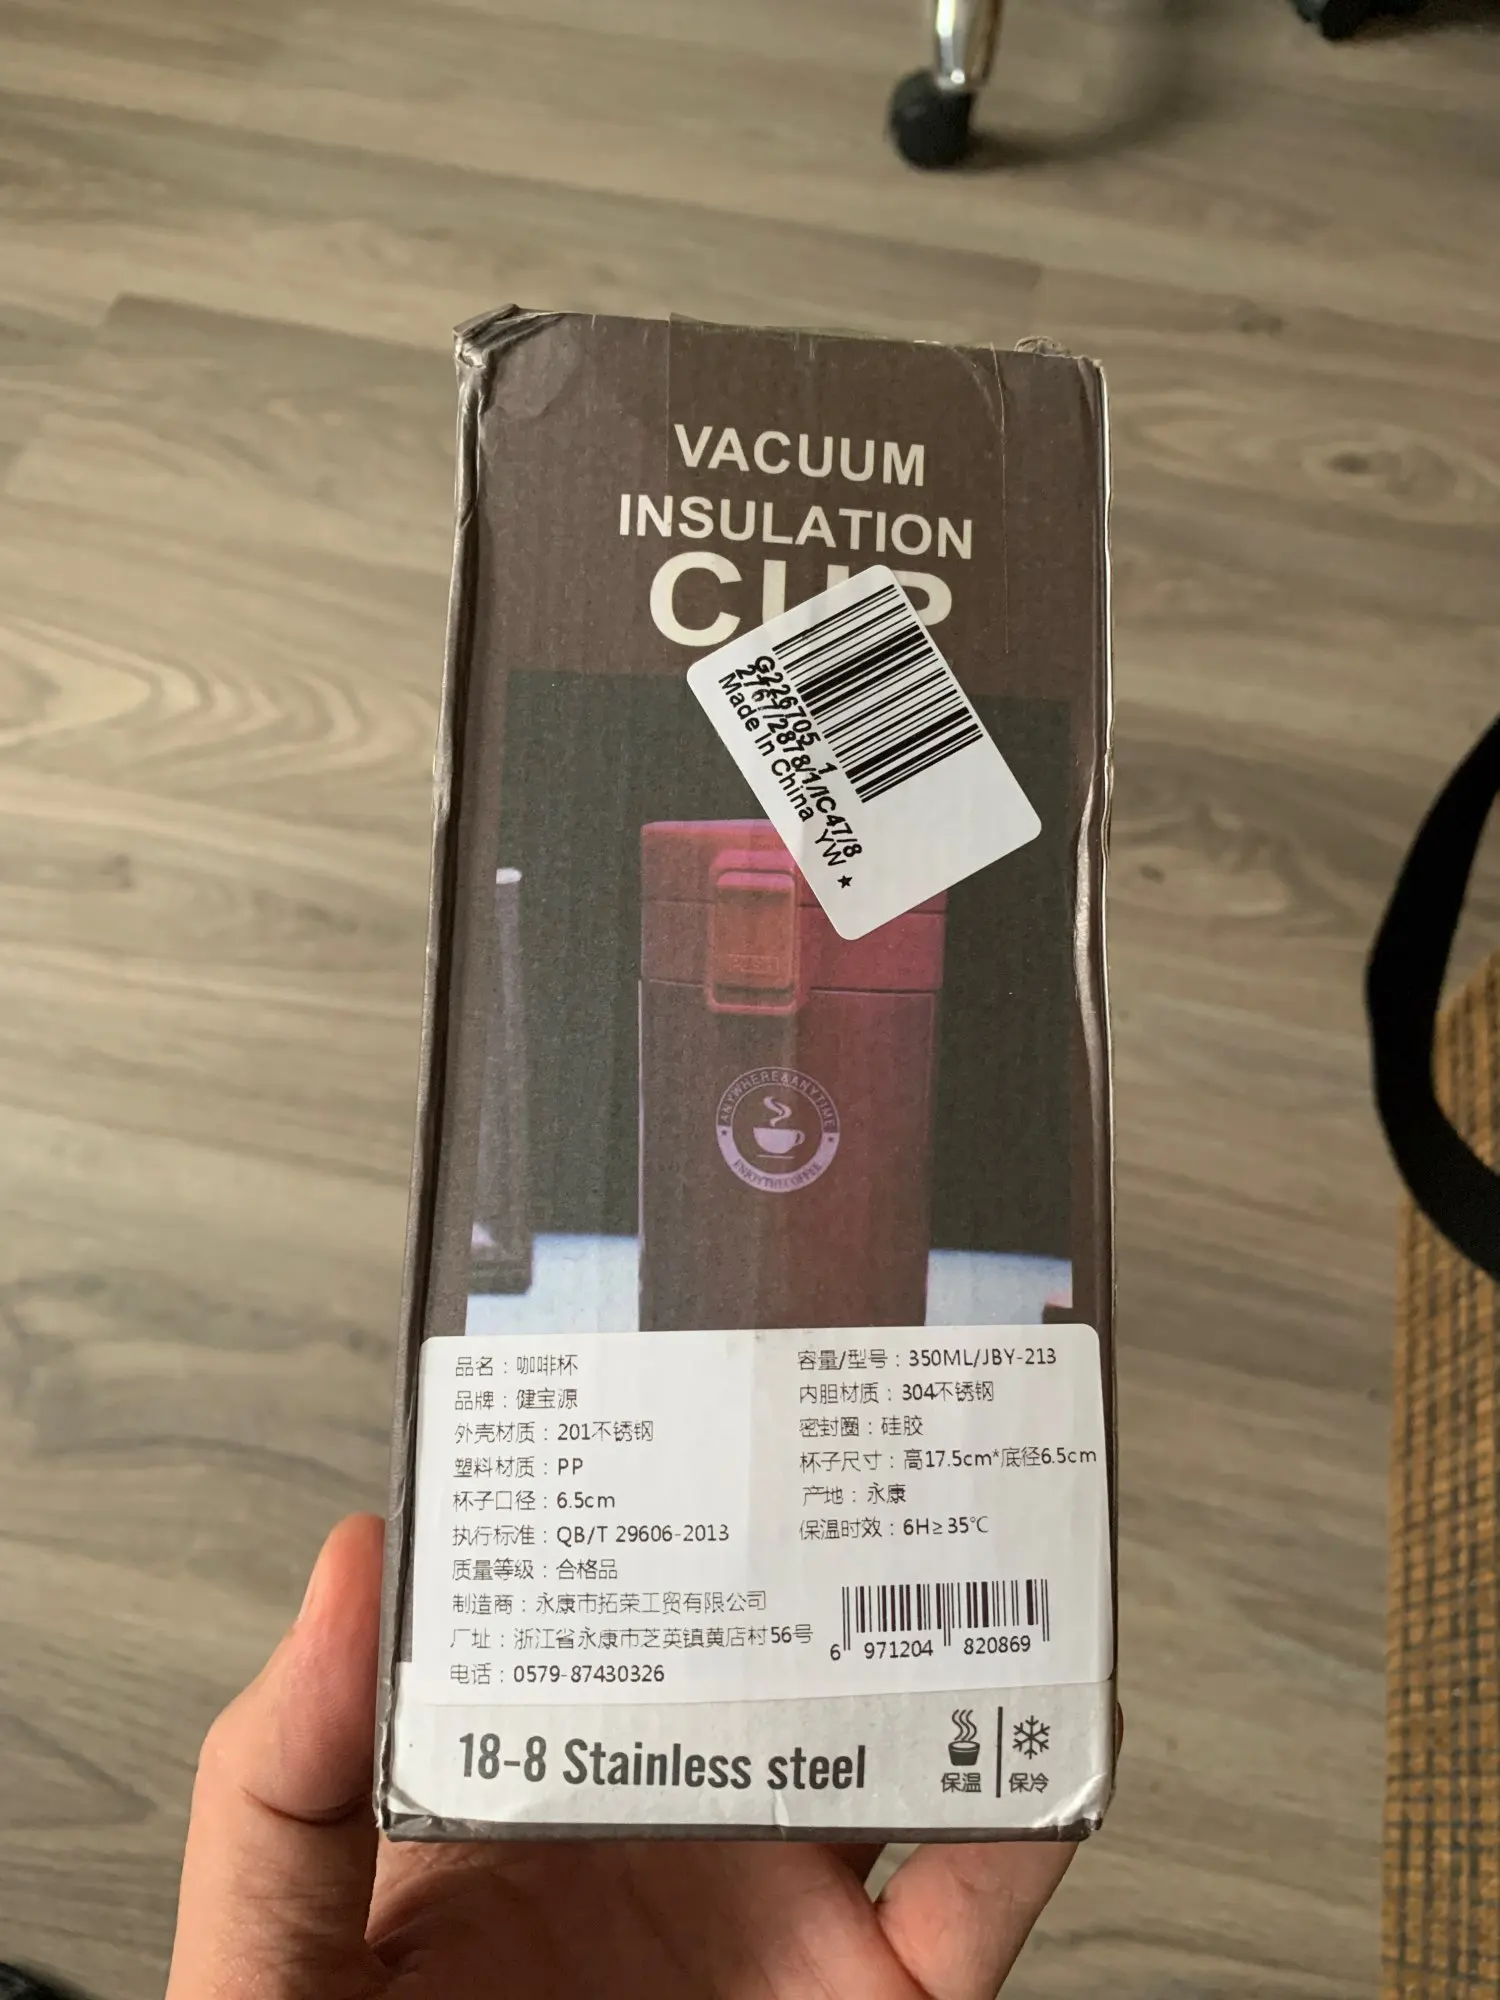 VACUUM
INSULATION
CUP
G226705 1
27672878/1/IC47/8
Made In China YW ★
PUSH
ANYWHERE&ANYTIME
ENJOYTHECOFFEE
品名：咖啡杯
品牌：健宝源
外壳材质：201不锈钢
塑料材质：PP
杯子口径：6.5cm
执行标准：QB/T 29606-2013
质量等级：合格品
制造商：永康市拓荣工贸有限公司
厂址：浙江省永康市芝英镇黄店村56号
电话：0579-87430326
容量/型号：350ML/JBY-213
内胆材质：304不锈钢
密封圈：硅胶
杯子尺寸：高17.5cm*底径6.5cm
产地：永康
保温时效：6H≥35℃
6 971204 820869
18-8 Stainless steel
保温 保冷